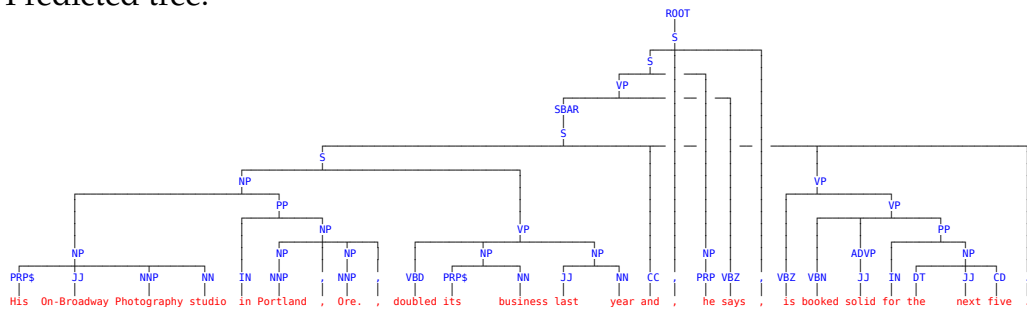 Predicted tree:
ROOT
S
S
VP
SBAR
S
S
NP VP
PP VP
NP VP
NP NP NP NP NP NP ADVP PP NP
PRP$ JJ NNP NN IN NNP , NNP , VBD PRP$ NN JJ NN CC , PRP VBZ , VBZ VBN JJ IN DT JJ CD
His On-Broadway Photography studio in Portland , Ore. , doubled its business last year and , he says , is booked solid for the next five